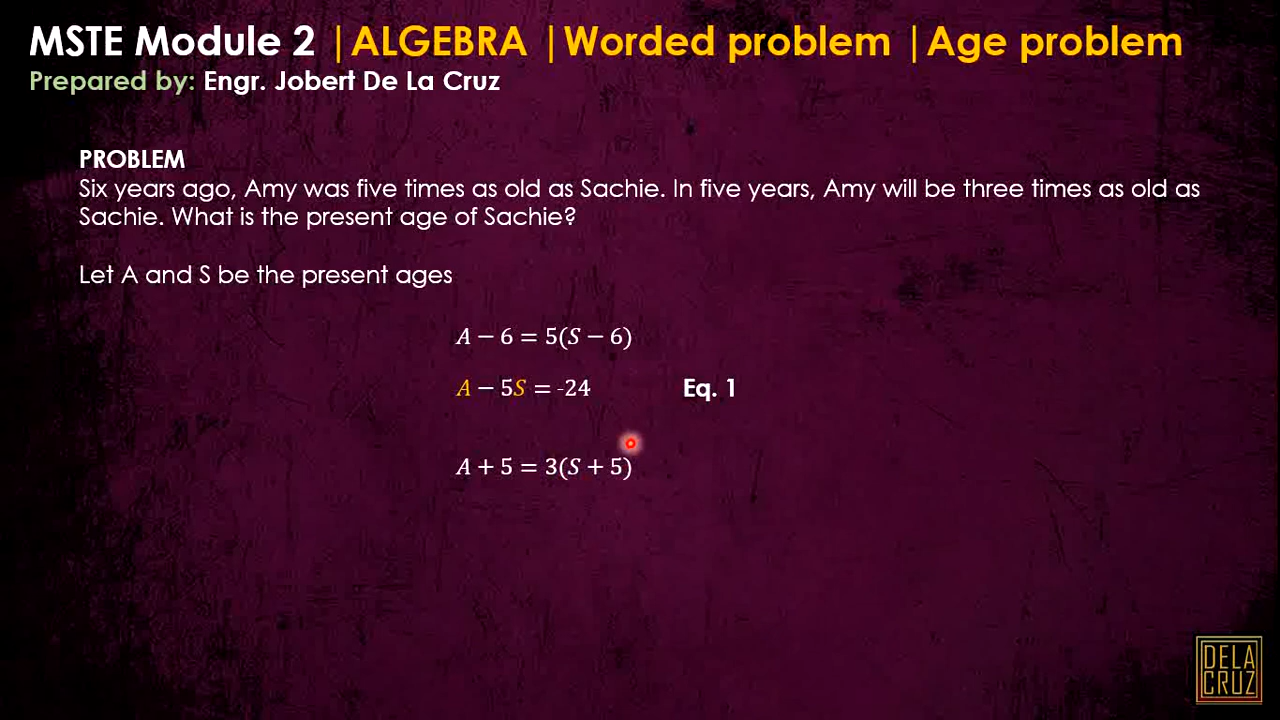 MSTE Module 2 |ALGEBRA |Worded problem |Age problem
Prepared by: Engr. Jobert De La Cruz
PROBLEM
Six years ago, Amy was five times as old as Sachie. In five years, Amy will be three times as old as
Sachie. What is the present age of Sachie?
Let A and S be the present ages
A − 6 = 5(S − 6)
A − 5S = -24 Eq. 1
A + 5 = 3(S + 5)
DELA
CRUZ